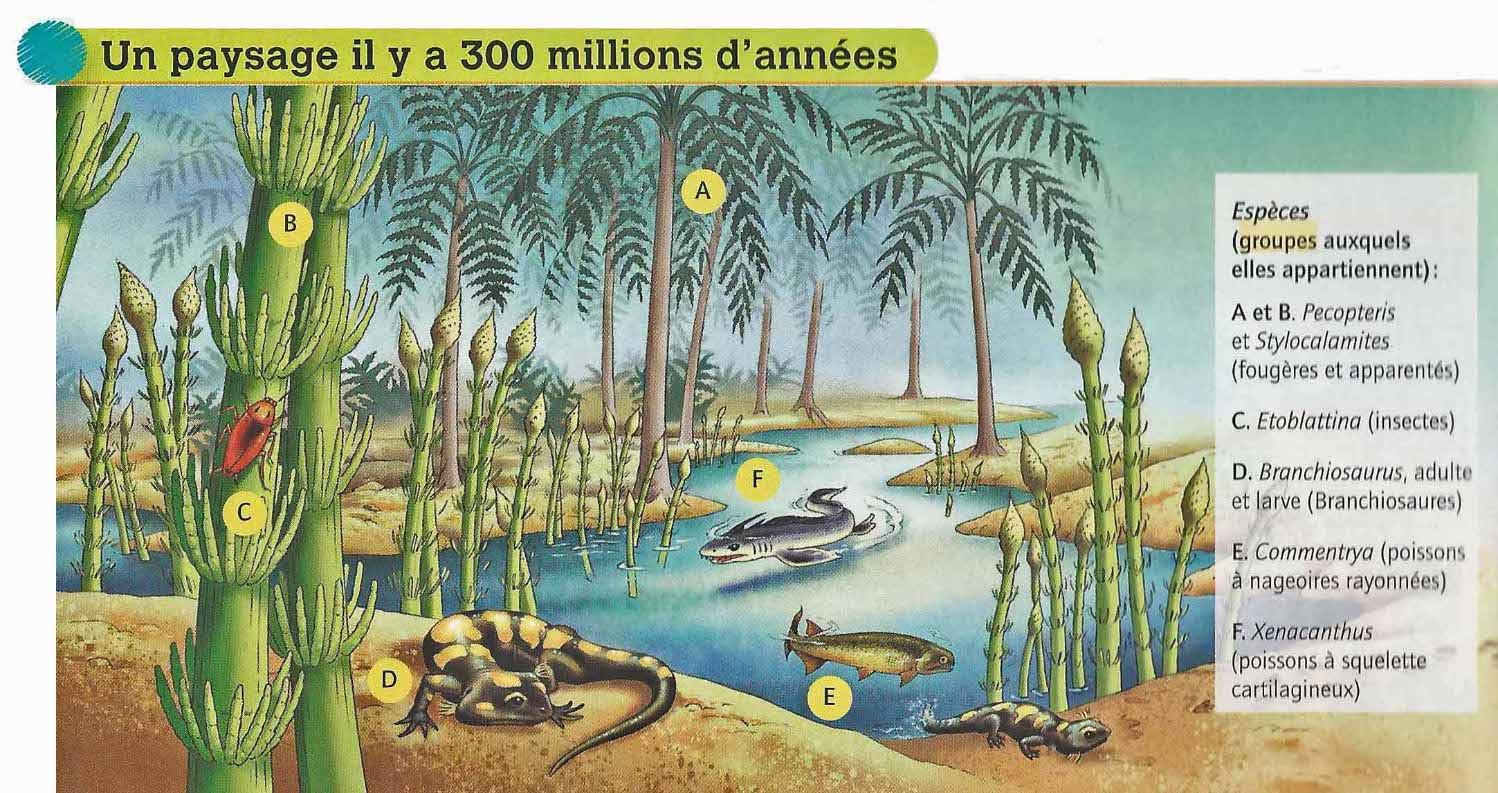 Un paysage il y a 300 millions d'années
A
B
C
D
E
F
Espèces
(groupes auxquels
elles appartiennent) :
A et B. Pecopteris
et Stylocalamites
(fougères et apparentés)
C. Etoblattina (insectes)
D. Branchiosaurus, adulte
et larve (Branchiosaures)
E. Commentrya (poissons
à nageoires rayonnées)
F. Xenacanthus
(poissons à squelette
cartilagineux)